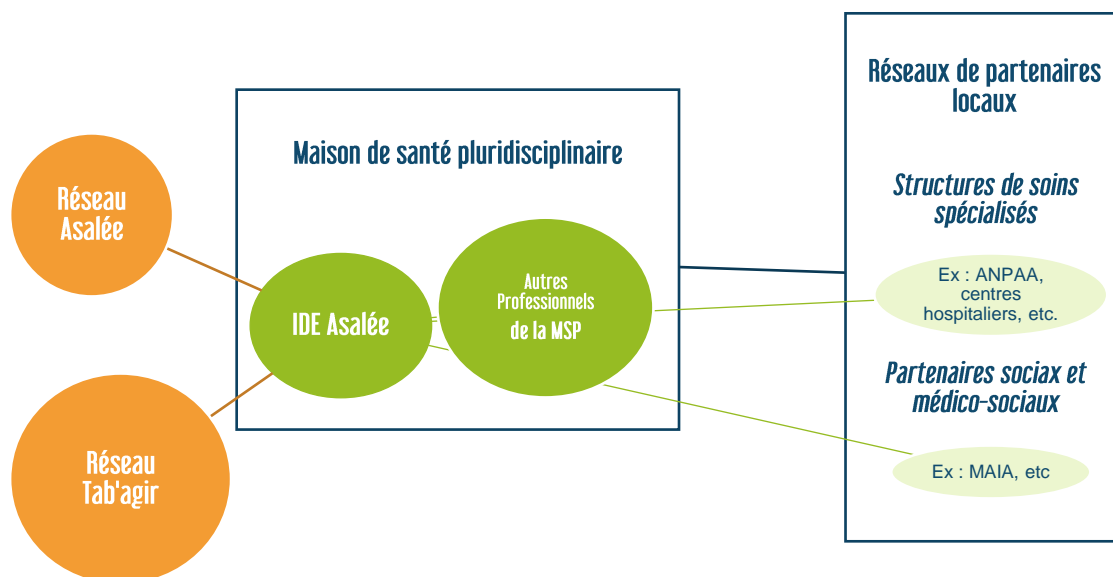 Réseau
Asalée
Réseau
Tab'agir
Maison de santé pluridisciplinaire
IDE Asalée
Autres
Professionnels
de la MSP
Réseaux de partenaires
locaux
Structures de soins
spécialisés
Ex : ANPAA,
centres
hospitaliers, etc.
Partenaires sociax et
médico-sociaux
Ex : MAIA, etc